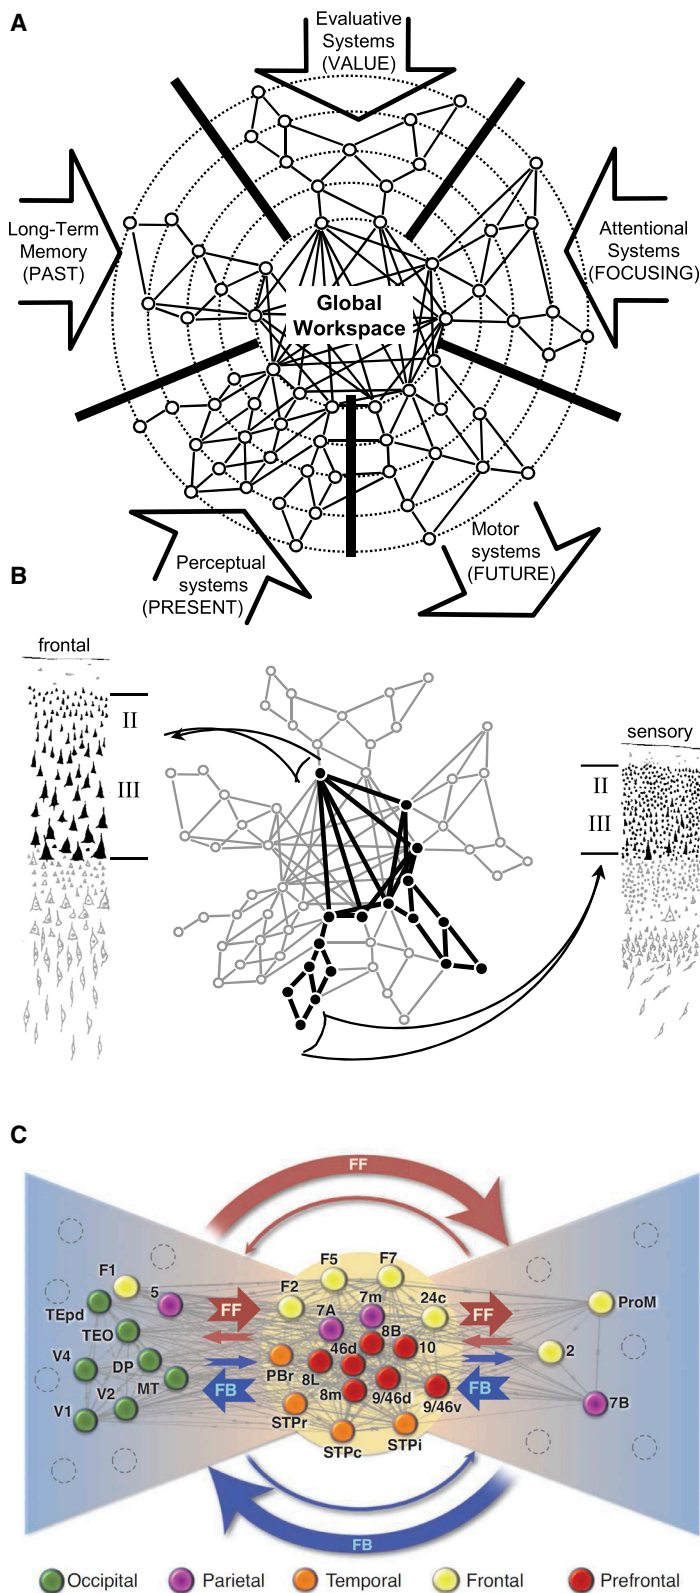 A
Evaluative
Systems
(VALUE)
Long-Term
Memory
(PAST)
Attentional
Systems
(FOCUSING)
Global
Workspace
Perceptual
systems
(PRESENT)
Motor
systems
(FUTURE)
B
frontal
II
III
sensory
II
III
C
FF
F1
5
TEpd
TEO
V4
DP
MT
V2
V1
FF
FB
F5
F7
F2
7A
7m
24c
8B
46d
10
PBr
8L
8m
9/46d
9/46v
STPr
STPc
STPi
FF
FB
ProM
2
7B
FB
Occipital
Parietal
Temporal
Frontal
Prefrontal